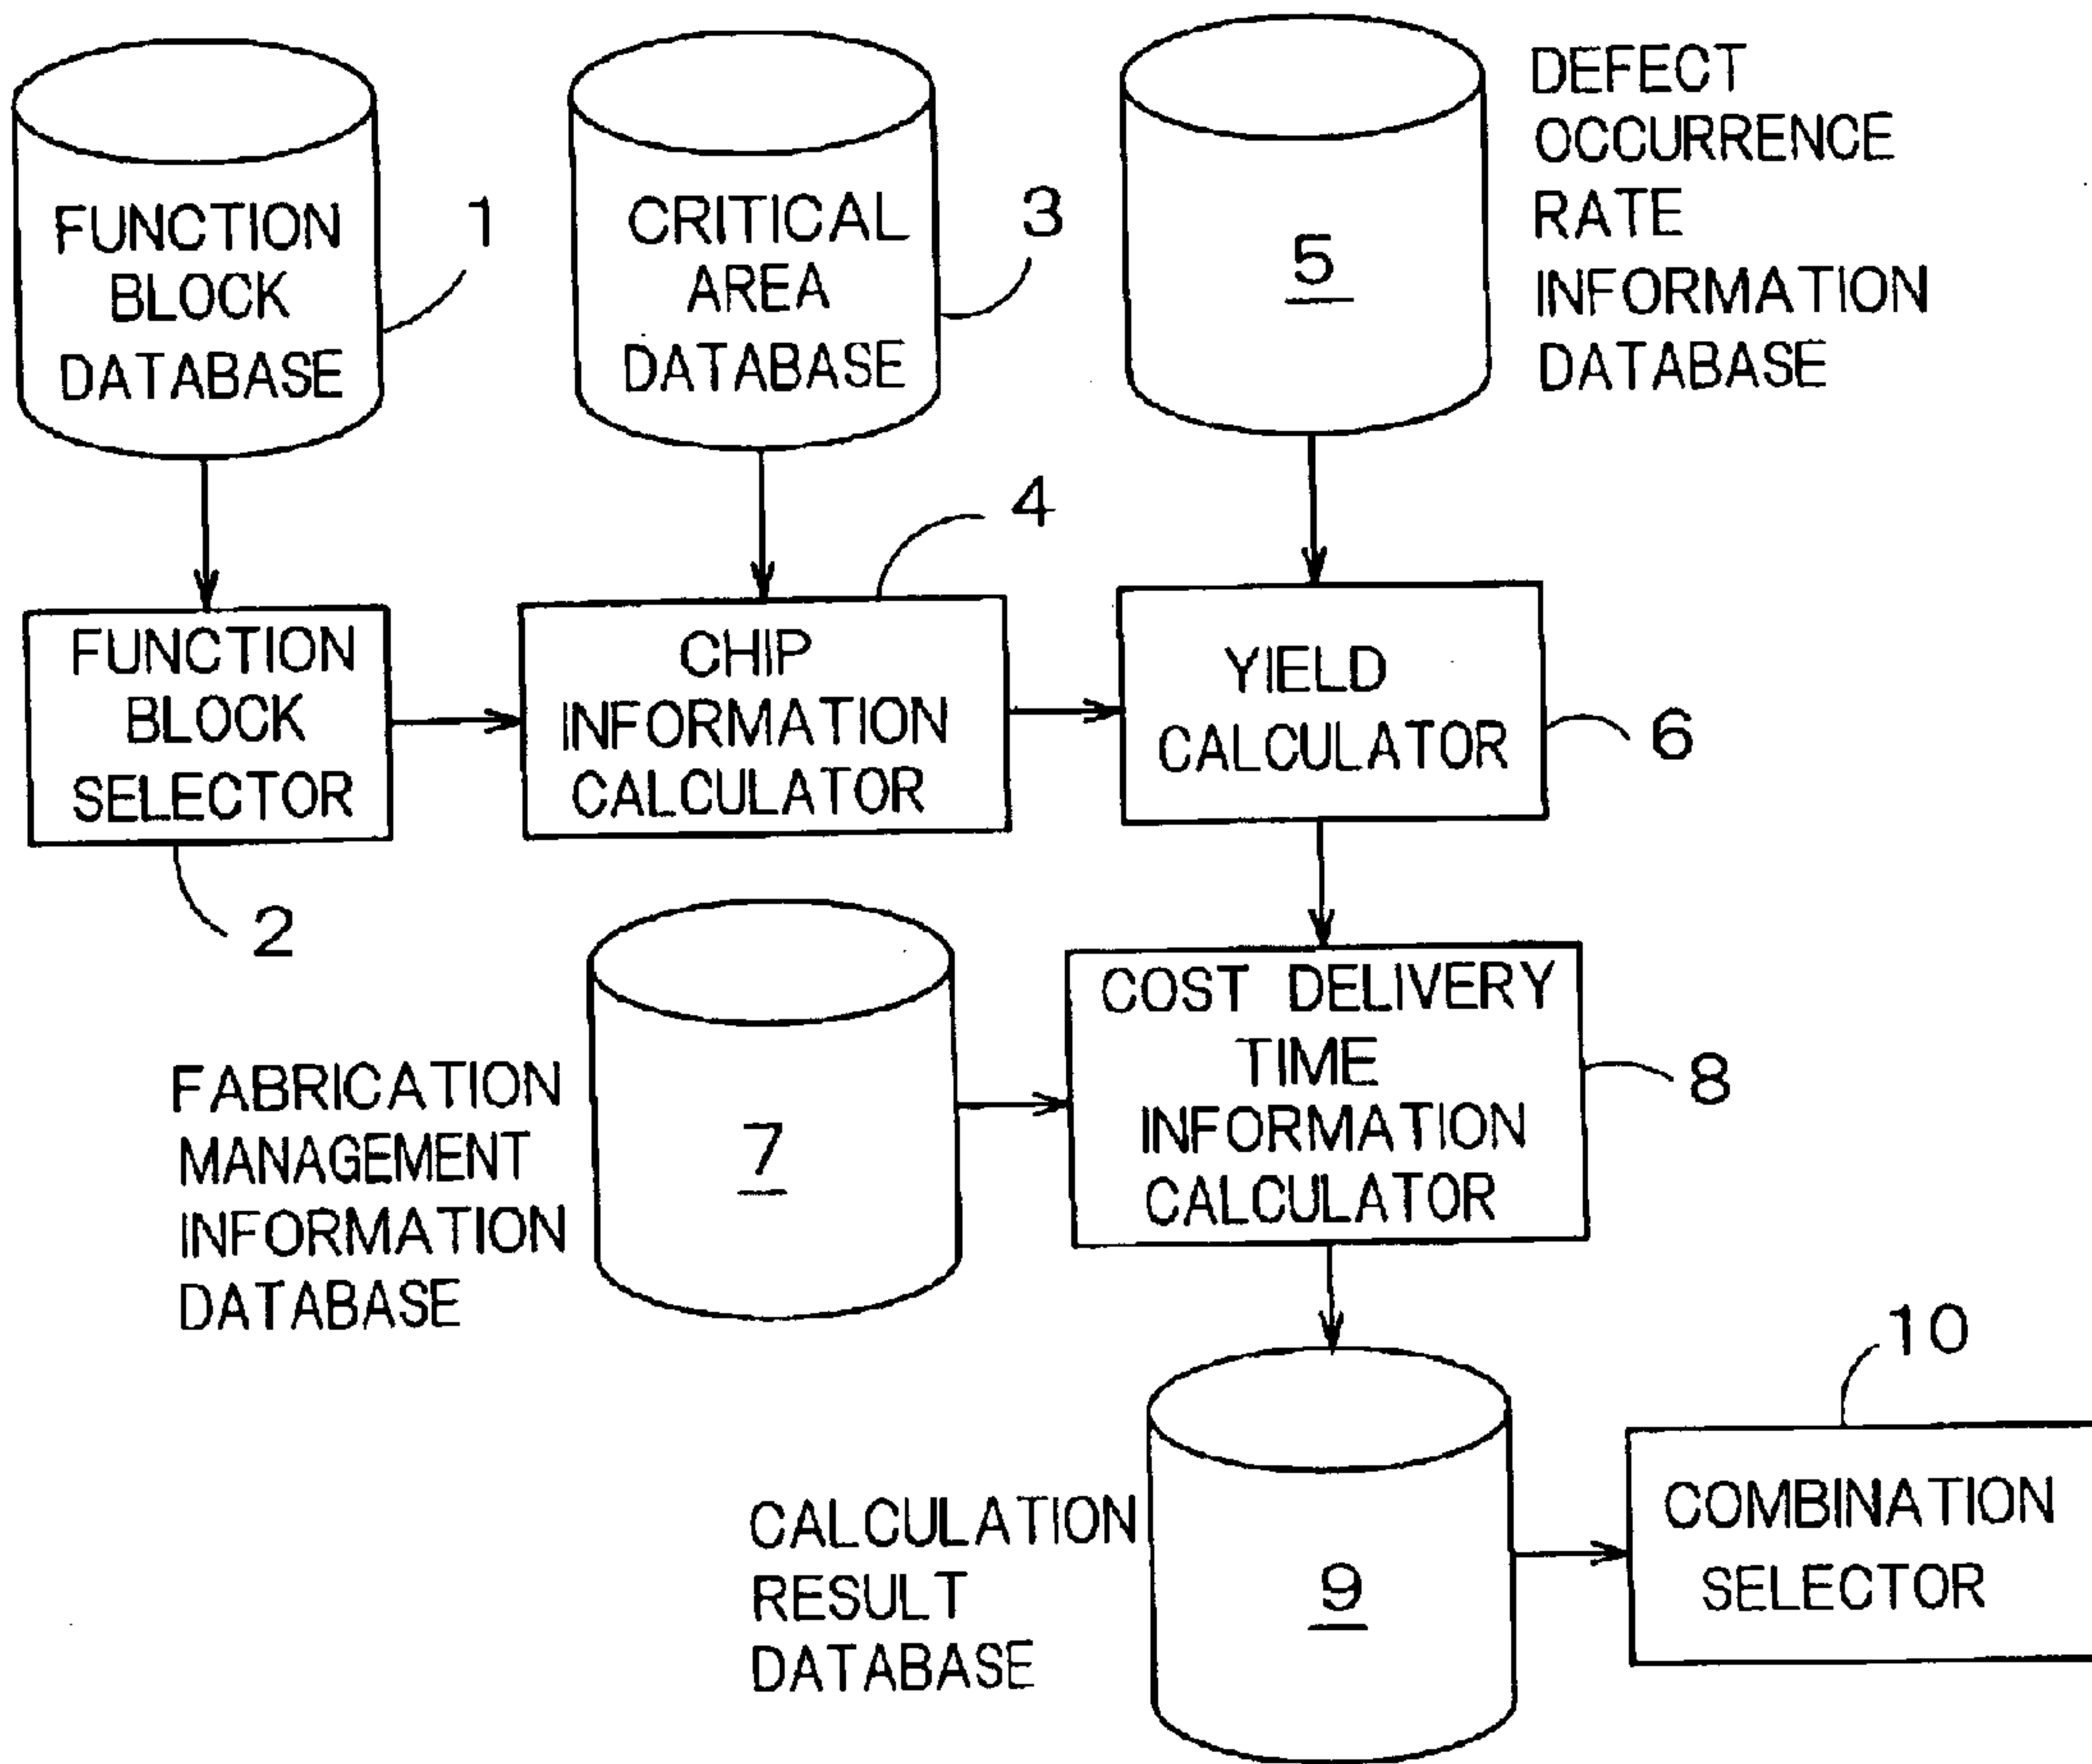 FUNCTION
BLOCK
DATABASE
1
CRITICAL
AREA
DATABASE
3
5
DEFECT
OCCURRENCE
RATE
INFORMATION
DATABASE
FUNCTION
BLOCK
SELECTOR
2
CHIP
INFORMATION
CALCULATOR
4
YIELD
CALCULATOR
6
FABRICATION
MANAGEMENT
INFORMATION
DATABASE
7
COST DELIVERY
TIME
INFORMATION
CALCULATOR
8
CALCULATION
RESULT
DATABASE
9
COMBINATION
SELECTOR
10